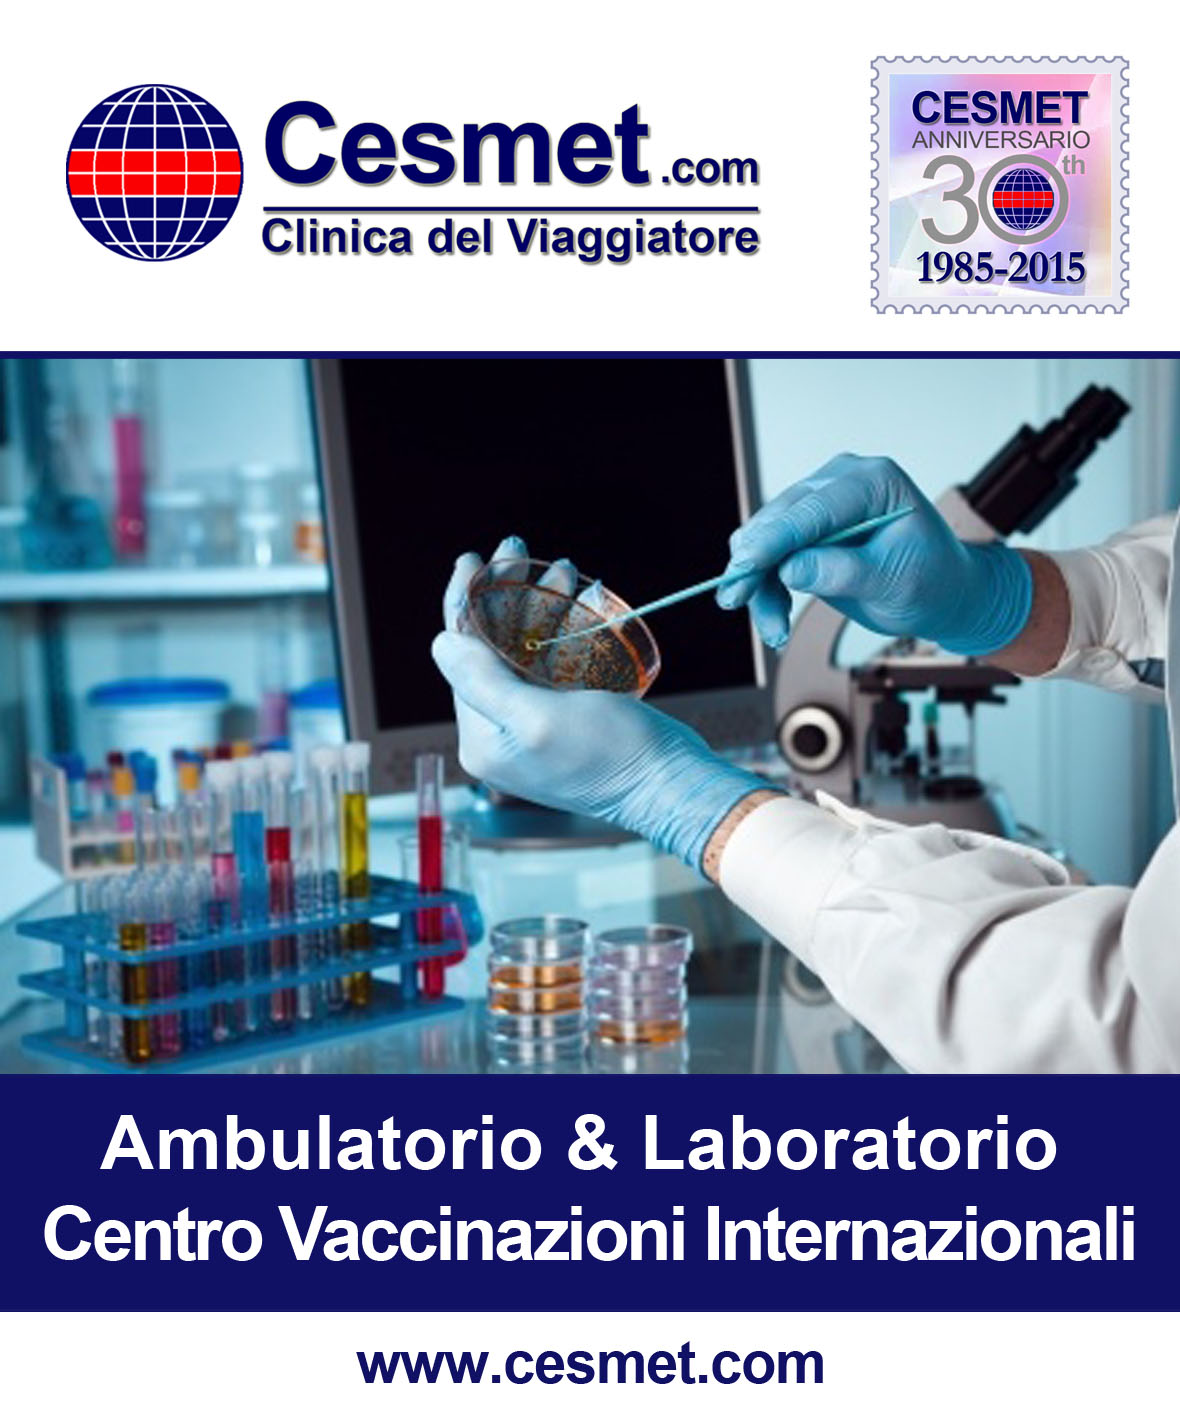 Cesmet.com
Clinica del Viaggiatore
CESMET
ANNIVERSARIO
30th
1985-2015
Ambulatorio & Laboratorio
Centro Vaccinazioni Internazionali
www.cesmet.com